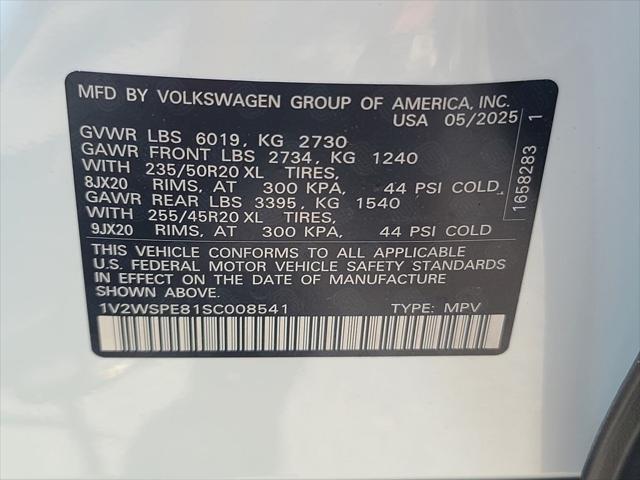 MFD BY VOLKSWAGEN GROUP OF AMERICA, INC.
USA 05/2025
GVWR LBS 6019, KG 2730
GAWR FRONT LBS 2734, KG 1240
WITH 235/50R20 XL TIRES,
8JX20 RIMS, AT 300 KPA, 44 PSI COLD,
GAWR REAR LBS 3395, KG 1540
WITH 255/45R20 XL TIRES,
9JX20 RIMS, AT 300 KPA, 44 PSI COLD
THIS VEHICLE CONFORMS TO ALL APPLICABLE
U.S. FEDERAL MOTOR VEHICLE SAFETY STANDARDS
IN EFFECT ON THE DATE OF MANUFACTURE
SHOWN ABOVE.
1V2WSPE81SC008541 TYPE: MPV
1658283 1